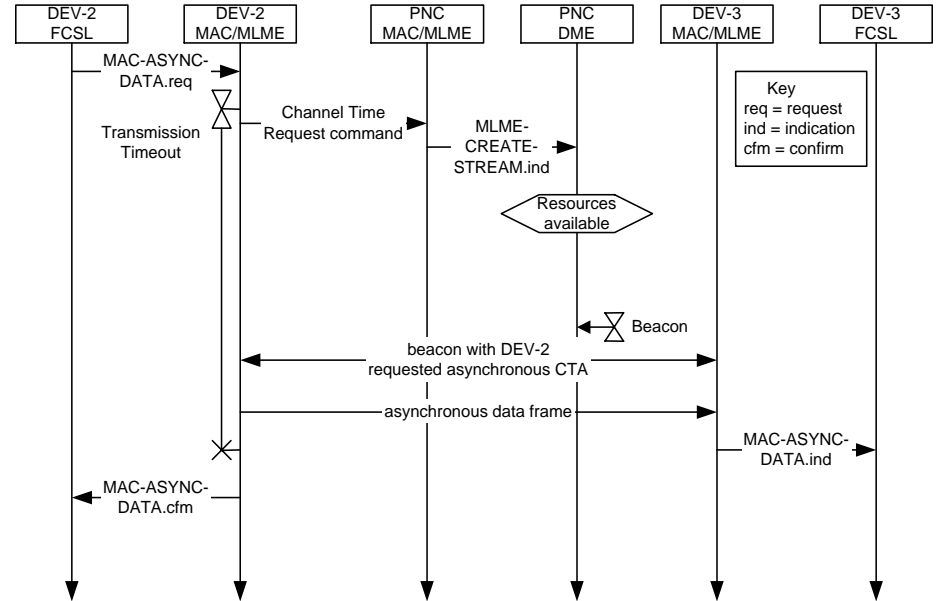 DEV-2
FCSL
DEV-2
MAC/MLME
PNC
MAC/MLME
PNC
DME
DEV-3
MAC/MLME
DEV-3
FCSL
MAC-ASYNC-
DATA.req
Key
req = request
ind = indication
cfm = confirm
Transmission
Timeout
Channel Time
Request command
MLME-
CREATE-
STREAM.ind
Resources
available
Beacon
beacon with DEV-2
requested asynchronous CTA
asynchronous data frame
MAC-ASYNC-
DATA.ind
MAC-ASYNC-
DATA.cfm